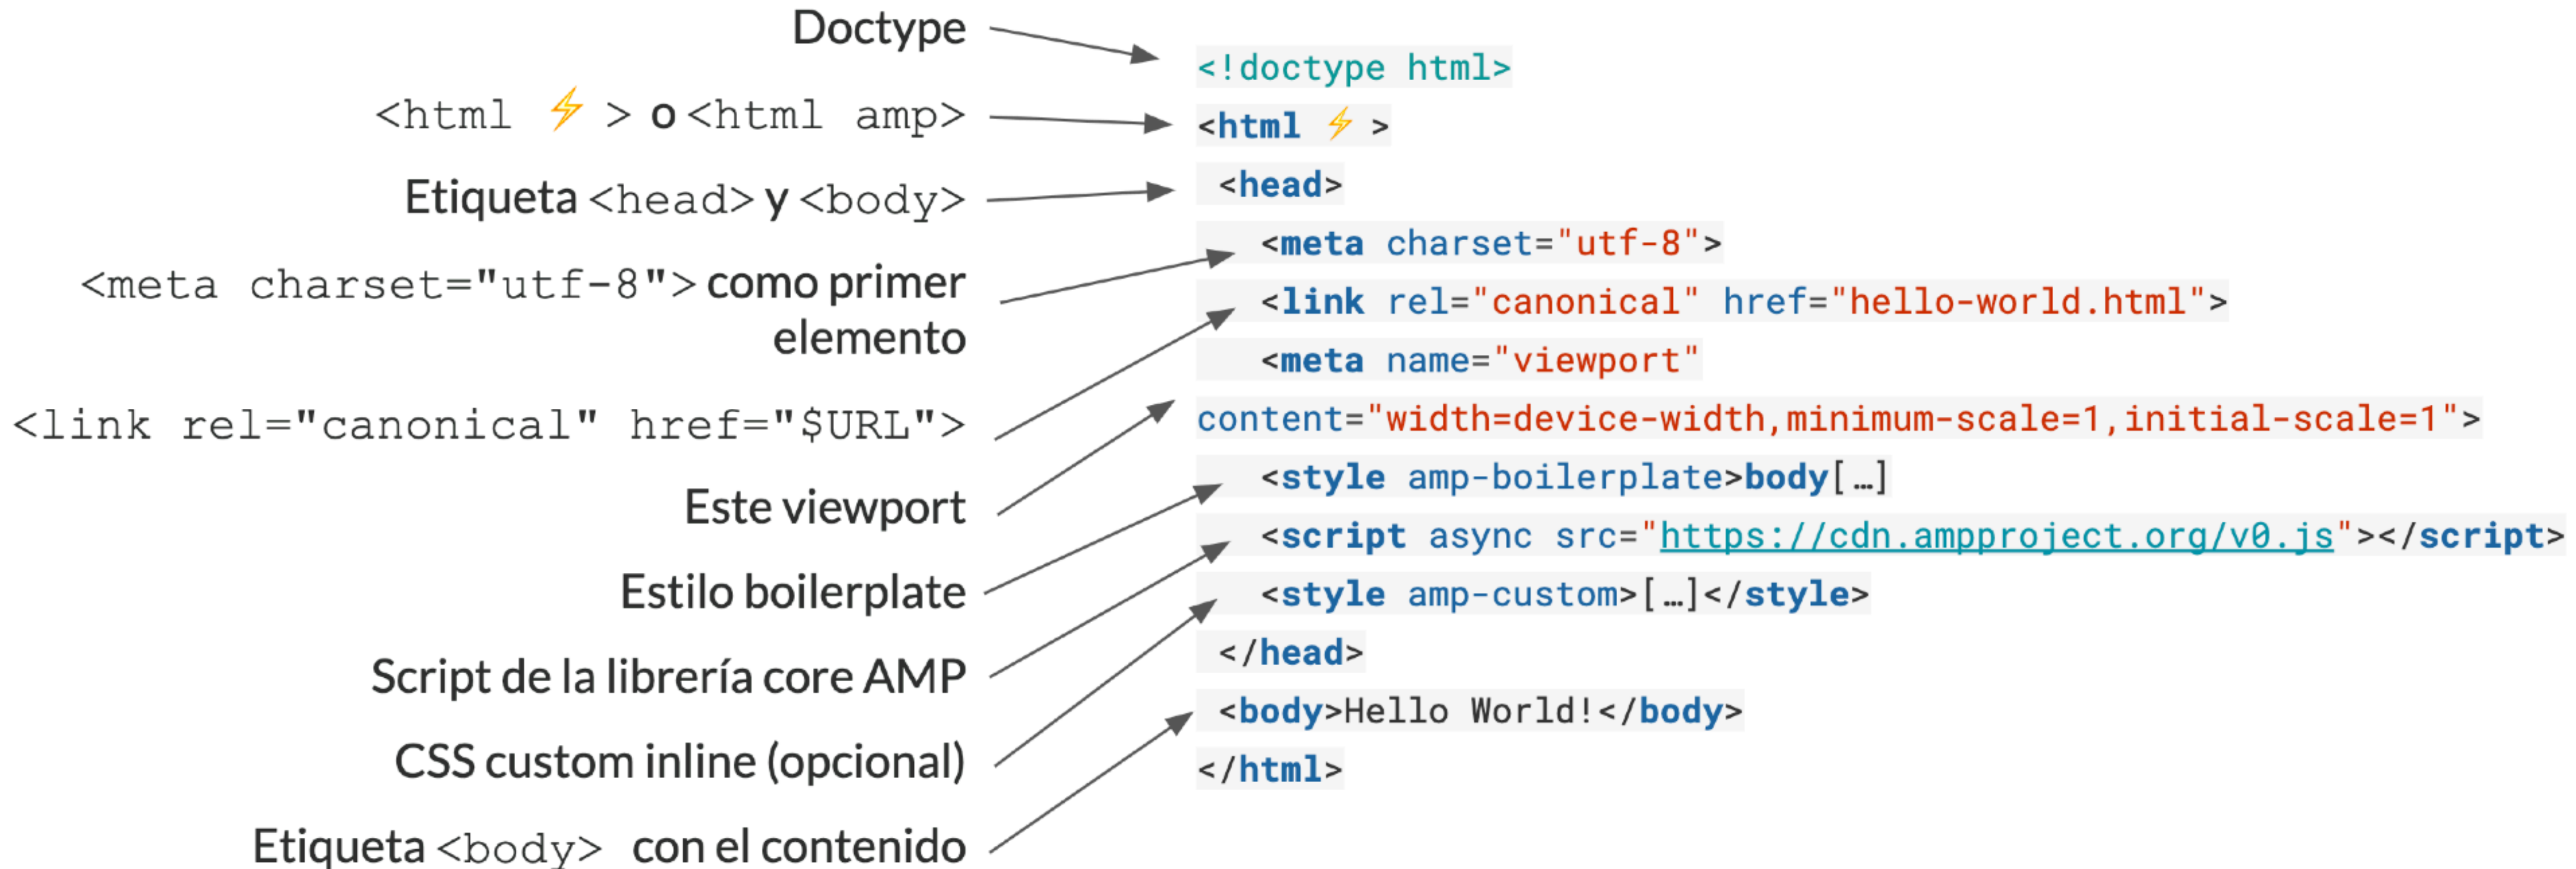 Doctype
<html ⚡ > o <html amp>
Etiqueta <head> y <body>
<meta charset="utf-8"> como primer
elemento
<link rel="canonical" href="$URL">
Este viewport
Estilo boilerplate
Script de la librería core AMP
CSS custom inline (opcional)
Etiqueta <body> con el contenido
<!doctype html>
<html ⚡ >
<head>
<meta charset="utf-8">
<link rel="canonical" href="hello-world.html">
<meta name="viewport"
content="width=device-width,minimum-scale=1,initial-scale=1">
<style amp-boilerplate>body[…]
<script async src="https://cdn.ampproject.org/v0.js"></script>
<style amp-custom>[…]</style>
</head>
<body>Hello World!</body>
</html>